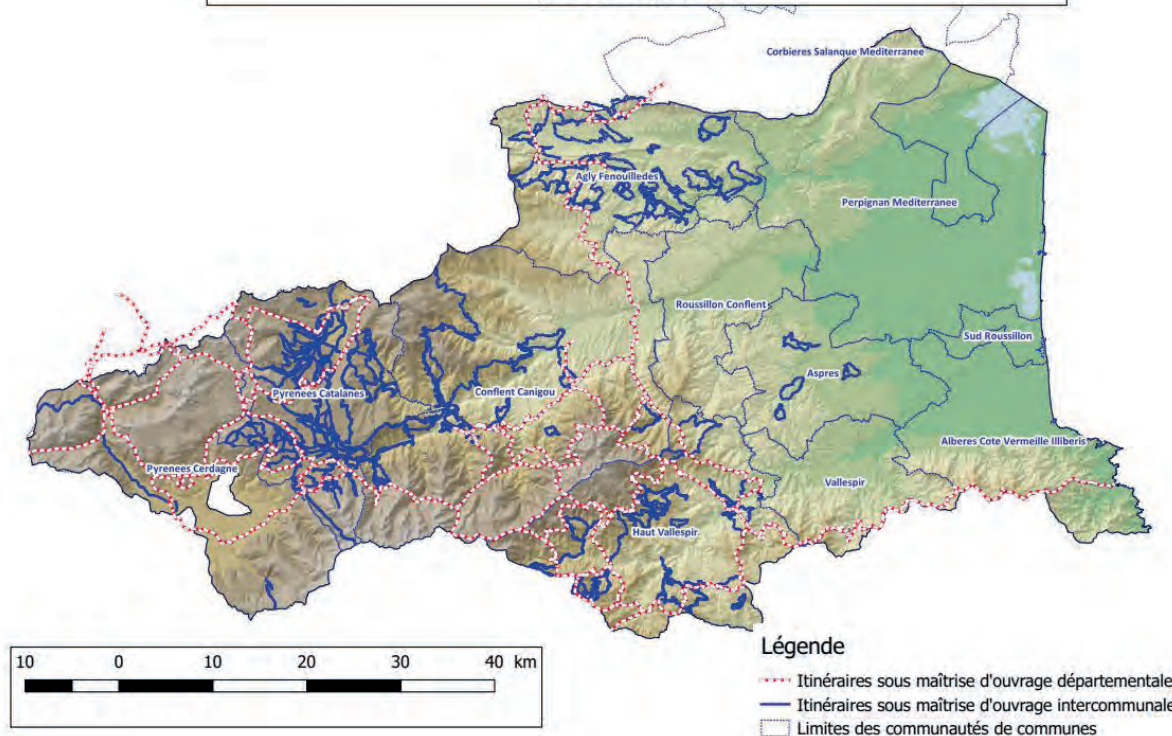 Corbieres Salanque Mediterranee
Agly Fenouilledes
Perpignan Mediterranee
Roussillon Conflent
Sud Roussillon
Aspres
Pyrenees Catalanes
Conflent Canigou
Alberes Cote Vermeille Illiberis
Pyrenees Cerdagne
Vallespir
Haut Vallespir
10 0 10 20 30 40 km
Légende
Itinéraires sous maîtrise d'ouvrage départementale
Itinéraires sous maîtrise d'ouvrage intercommunale
Limites des communautés de communes